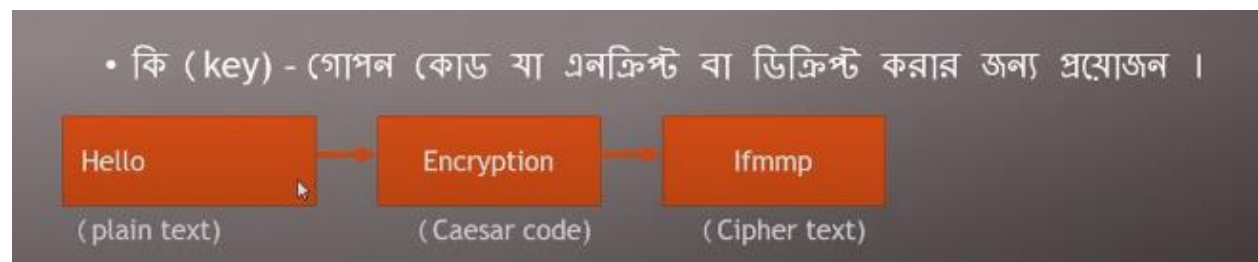 • কি (key) - গোপন কোড যা এনক্রিপ্ট বা ডিক্রিপ্ট করার জন্য প্রয়োজন ।
Hello Encryption Ifmmp
(plain text) (Caesar code) (Cipher text)